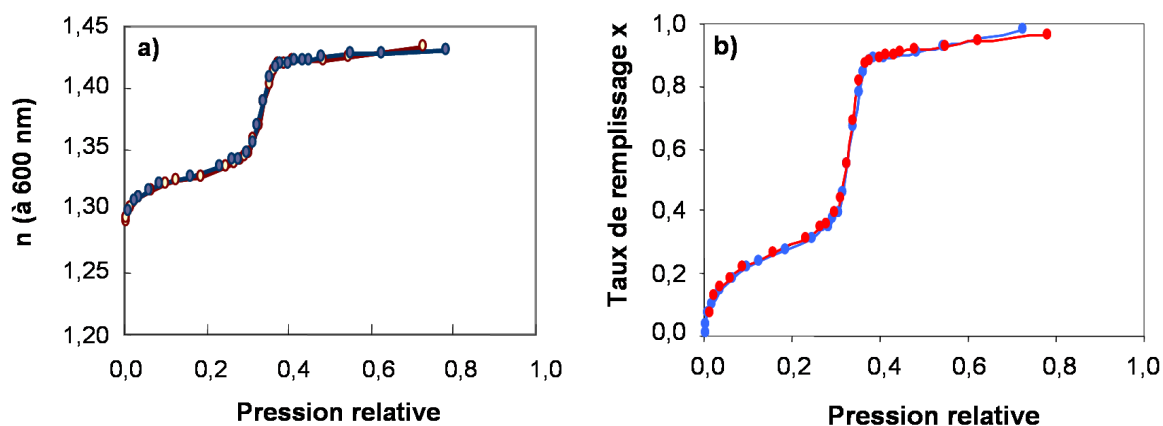 a)
n (à 600 nm)
1,45
1,40
1,35
1,30
1,25
1,20
0,0 0,2 0,4 0,6 0,8 1,0
Pression relative
b)
Taux de remplissage x
1,0
0,8
0,6
0,4
0,2
0,0
0,0 0,2 0,4 0,6 0,8 1,0
Pression relative